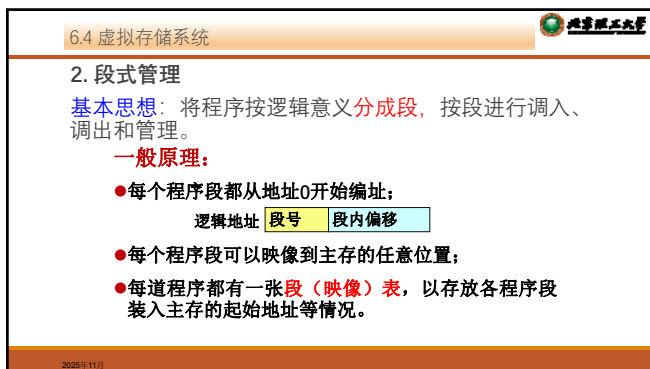 6.4 虚拟存储系统
北京理工大学
2. 段式管理
基本思想：将程序按逻辑意义分成段，按段进行调入、
调出和管理。
一般原理：
●每个程序段都从地址0开始编址；
逻辑地址 段号 段内偏移
●每个程序段可以映像到主存的任意位置；
●每道程序都有一张段（映像）表，以存放各程序段
装入主存的起始地址等情况。
2025年11月